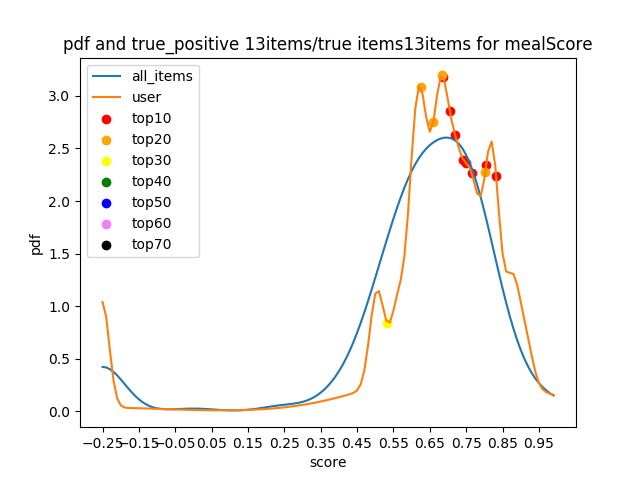 pdf and true_positive 13items/true items13items for mealScore
all_items
user
top10
top20
top30
top40
top50
top60
top70
pdf
3.0
2.5
2.0
1.5
1.0
0.5
0.0
−0.25 −0.15 −0.05 0.05 0.15 0.25 0.35 0.45 0.55 0.65 0.75 0.85 0.95
score